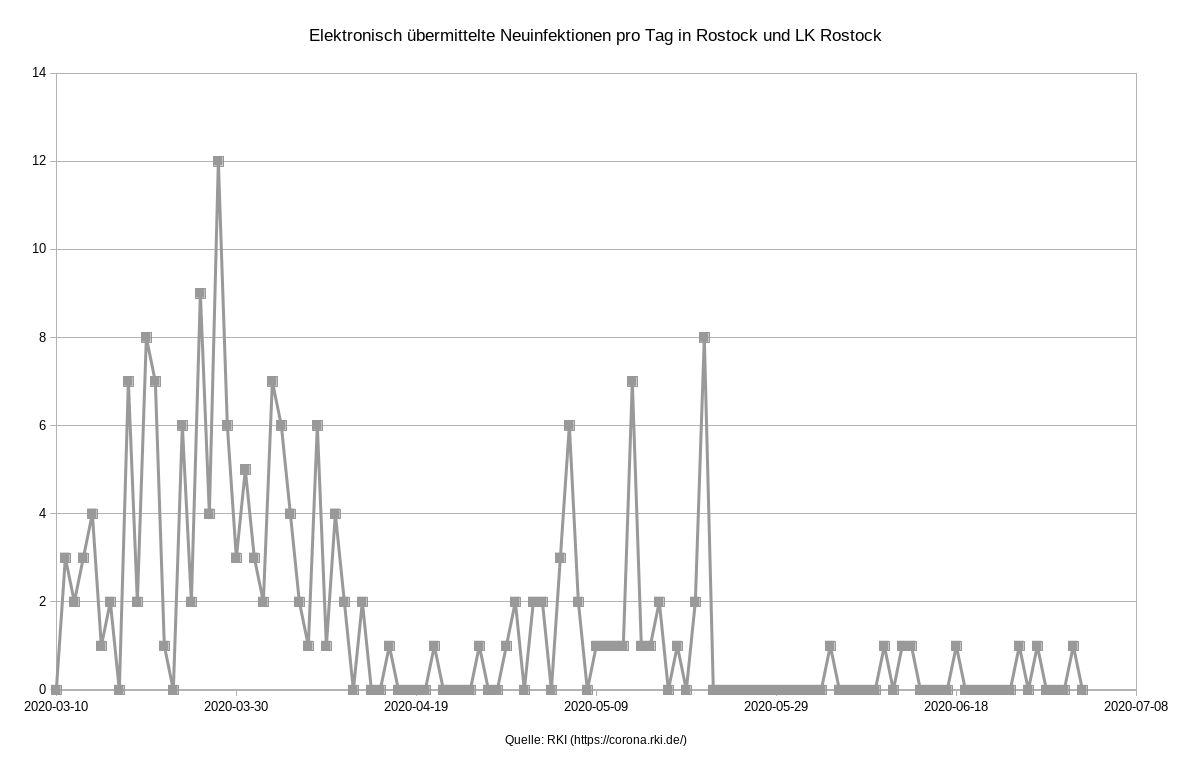 Elektronisch übermittelte Neuinfektionen pro Tag in Rostock und LK Rostock
14
12
10
8
6
4
2
0
2020-03-10 2020-03-30 2020-04-19 2020-05-09 2020-05-29 2020-06-18 2020-07-08
Quelle: RKI (https://corona.rki.de/)